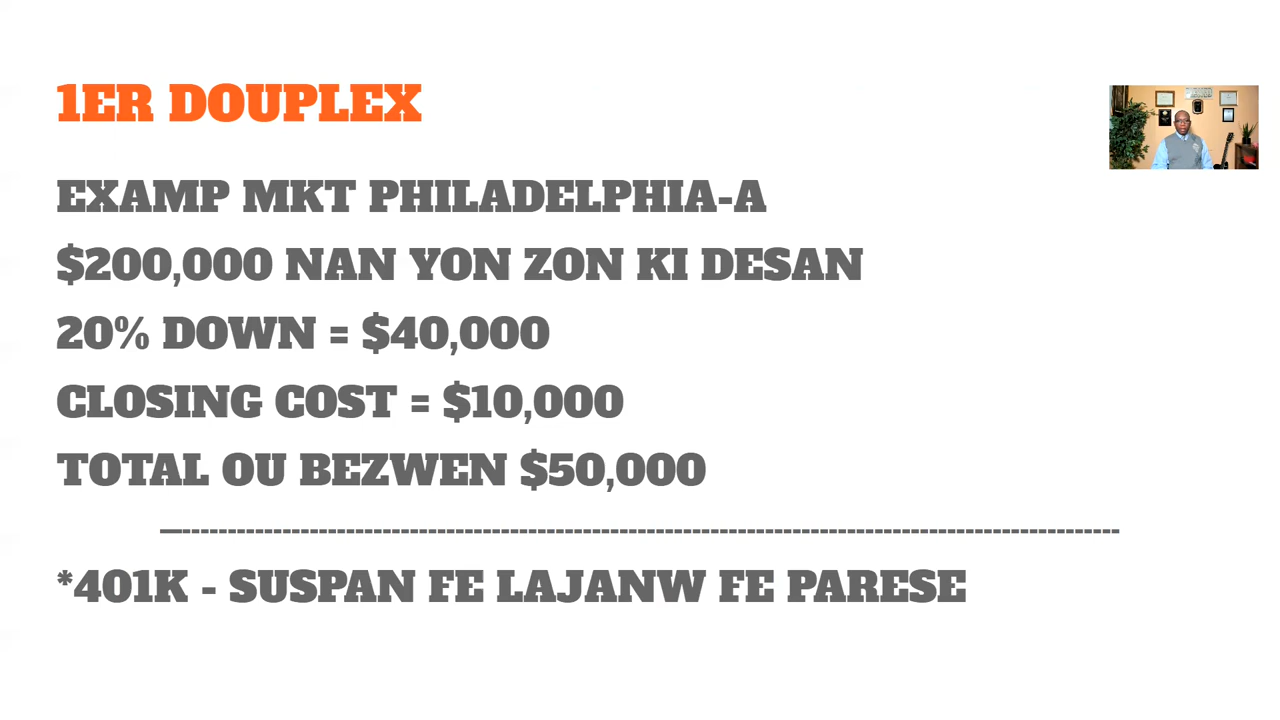 1ER DOUPLEX
EXAMP MKT PHILADELPHIA-A
$200,000 NAN YON ZON KI DESAN
20% DOWN = $40,000
CLOSING COST = $10,000
TOTAL OU BEZWEN $50,000
*401K - SUSPAN FE LAJANW FE PARESE